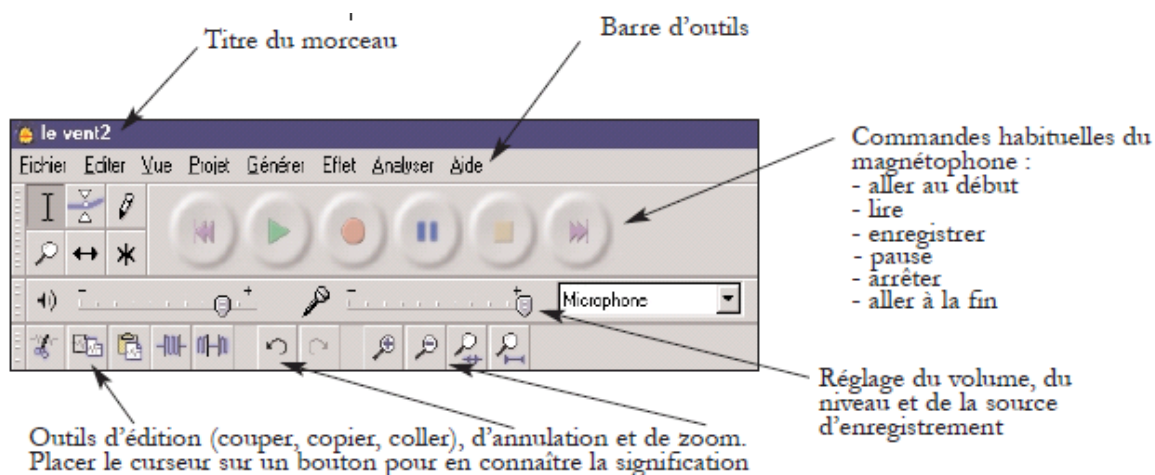 Titre du morceau
Barre d'outils
le vent2
Fichier Editer Vue Projet Générer Effet Analyser Aide
Commandes habituelles du
magnétophone :
- aller au début
- lire
- enregistrer
- pause
- arrêter
- aller à la fin
- + - +
Microphone
Réglage du volume, du
niveau et de la source
d'enregistrement
Outils d'édition (couper, copier, coller), d'annulation et de zoom.
Placer le curseur sur un bouton pour en connaître la signification